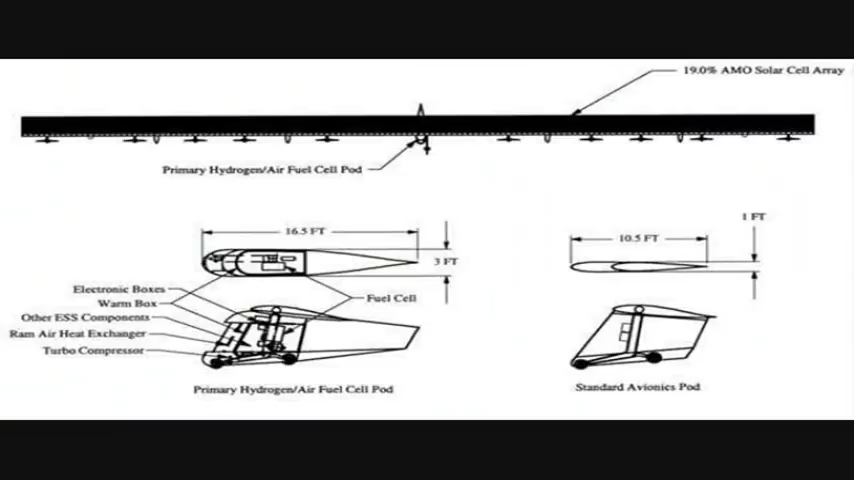 19.0% AMO Solar Cell Array
Primary Hydrogen/Air Fuel Cell Pod
16.5 FT
3 FT
10.5 FT
1 FT
Electronic Boxes
Warm Box
Other ESS Components
Ram Air Heat Exchanger
Turbo Compressor
Fuel Cell
Primary Hydrogen/Air Fuel Cell Pod
Standard Avionics Pod